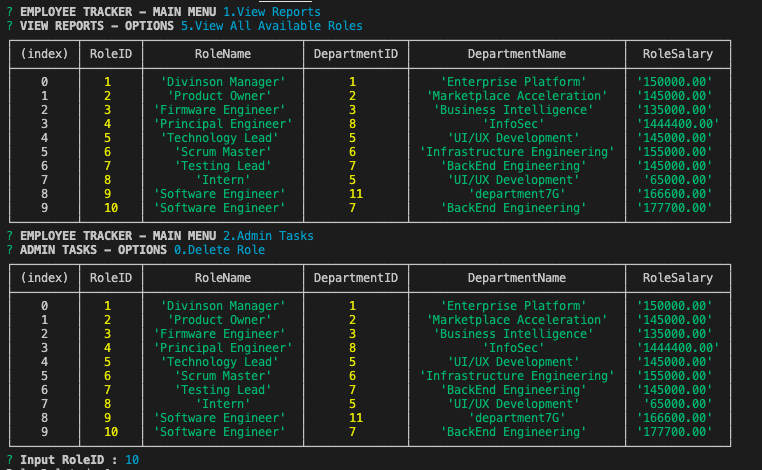 ? EMPLOYEE TRACKER – MAIN MENU 1.View Reports
? VIEW REPORTS – OPTIONS 5.View All Available Roles
(index) RoleID RoleName DepartmentID DepartmentName RoleSalary
0 1 'Divinson Manager' 1 'Enterprise Platform' '150000.00'
1 2 'Product Owner' 2 'Marketplace Acceleration' '145000.00'
2 3 'Firmware Engineer' 3 'Business Intelligence' '135000.00'
3 4 'Principal Engineer' 8 'InfoSec' '1444400.00'
4 5 'Technology Lead' 5 'UI/UX Development' '145000.00'
5 6 'Scrum Master' 6 'Infrastructure Engineering' '155000.00'
6 7 'Testing Lead' 7 'BackEnd Engineering' '145000.00'
7 8 'Intern' 5 'UI/UX Development' '65000.00'
8 9 'Software Engineer' 11 'department7G' '166600.00'
9 10 'Software Engineer' 7 'BackEnd Engineering' '177700.00'
? EMPLOYEE TRACKER – MAIN MENU 2.Admin Tasks
? ADMIN TASKS – OPTIONS 0.Delete Role
(index) RoleID RoleName DepartmentID DepartmentName RoleSalary
0 1 'Divinson Manager' 1 'Enterprise Platform' '150000.00'
1 2 'Product Owner' 2 'Marketplace Acceleration' '145000.00'
2 3 'Firmware Engineer' 3 'Business Intelligence' '135000.00'
3 4 'Principal Engineer' 8 'InfoSec' '1444400.00'
4 5 'Technology Lead' 5 'UI/UX Development' '145000.00'
5 6 'Scrum Master' 6 'Infrastructure Engineering' '155000.00'
6 7 'Testing Lead' 7 'BackEnd Engineering' '145000.00'
7 8 'Intern' 5 'UI/UX Development' '65000.00'
8 9 'Software Engineer' 11 'department7G' '166600.00'
9 10 'Software Engineer' 7 'BackEnd Engineering' '177700.00'
? Input RoleID : 10